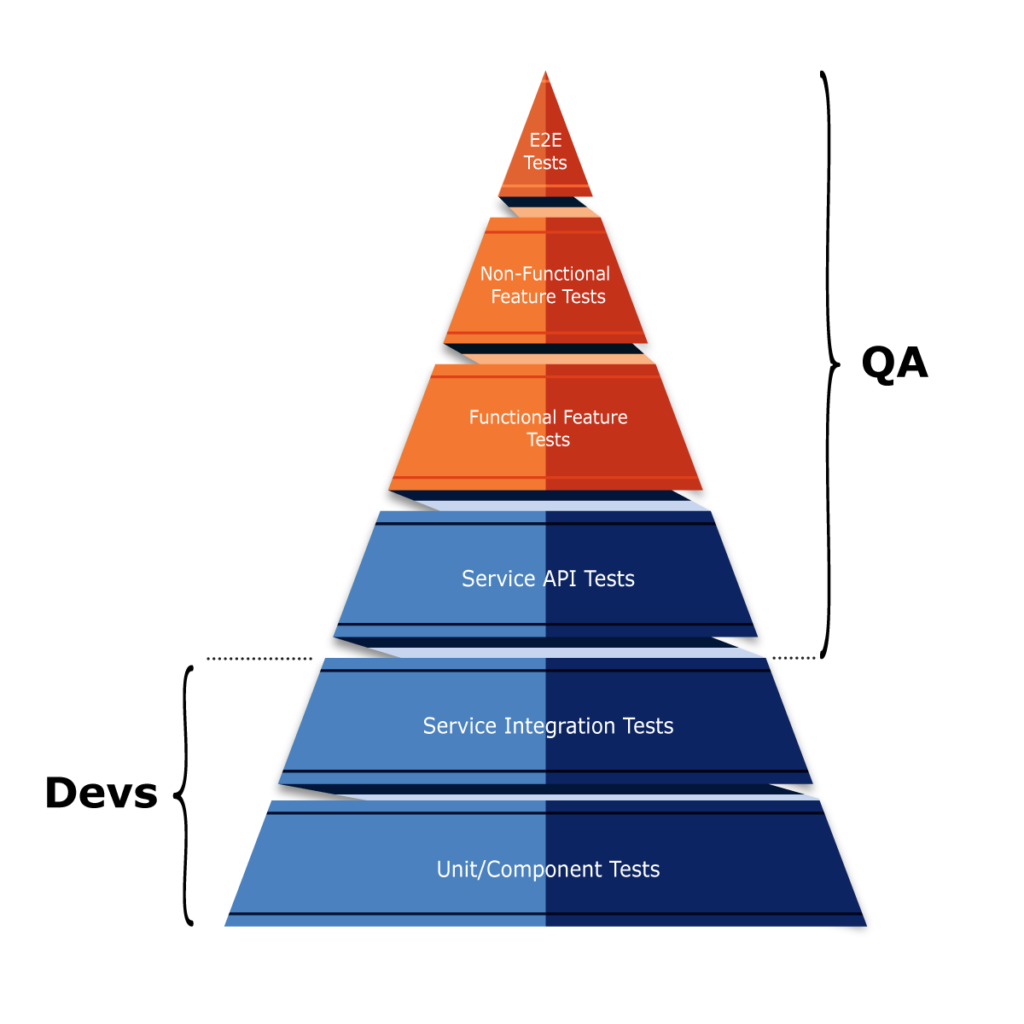 E2E
Tests
Non-Functional
Feature Tests
QA
Functional Feature
Tests
Service API Tests
Service Integration Tests
Devs
Unit/Component Tests